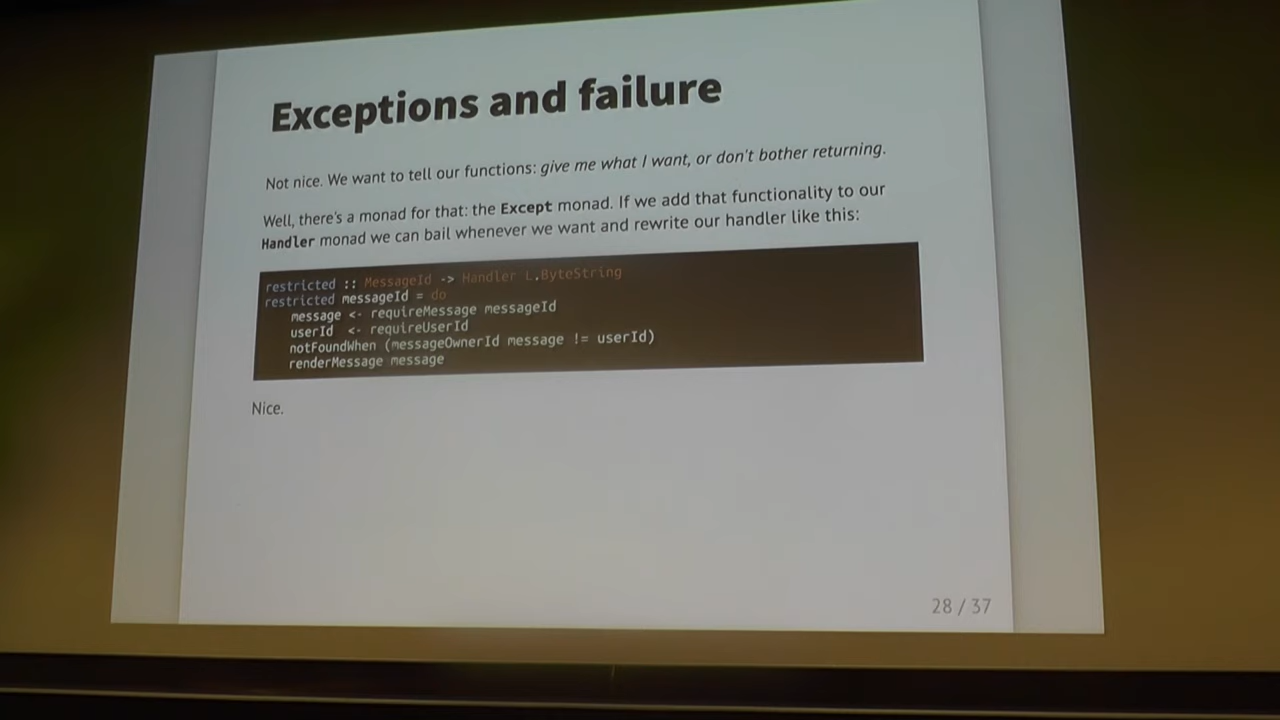 Exceptions and failure
Not nice. We want to tell our functions: give me what I want, or don't bother returning.
Well, there's a monad for that: the Except monad. If we add that functionality to our
Handler monad we can bail whenever we want and rewrite our handler like this:
restricted :: MessageId -> Handler L.ByteString
restricted messageId = do
message <- requireMessage messageId
userId <- requireUserId
notFoundWhen (messageOwnerId message != userId)
renderMessage message
Nice.
28 / 37